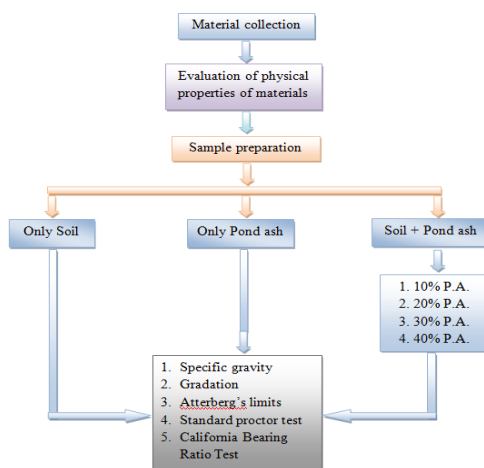 Material collection
Evaluation of physical
properties of materials
Sample preparation
Only Soil
Only Pond ash
Soil + Pond ash
1. 10% P.A.
2. 20% P.A.
3. 30% P.A.
4. 40% P.A.
1. Specific gravity
2. Gradation
3. Atterberg's limits
4. Standard proctor test
5. California Bearing
Ratio Test